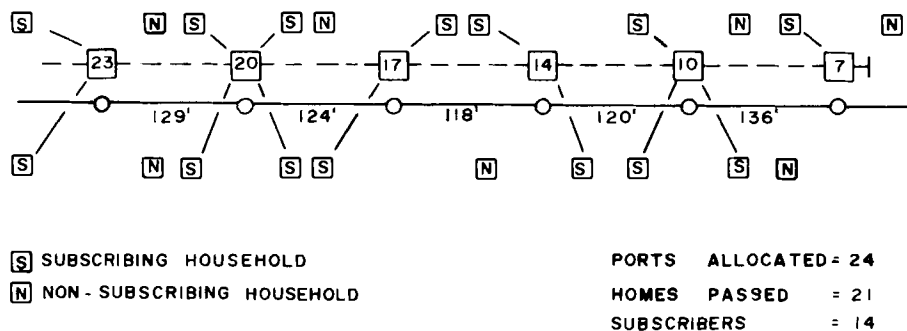 S N S S N S S S N S N
23 20 17 14 10 7
129' 124' 118' 120' 136'
S N S S S N S S S N
S SUBSCRIBING HOUSEHOLD
N NON-SUBSCRIBING HOUSEHOLD
PORTS ALLOCATED = 24
HOMES PASSED = 21
SUBSCRIBERS = 14